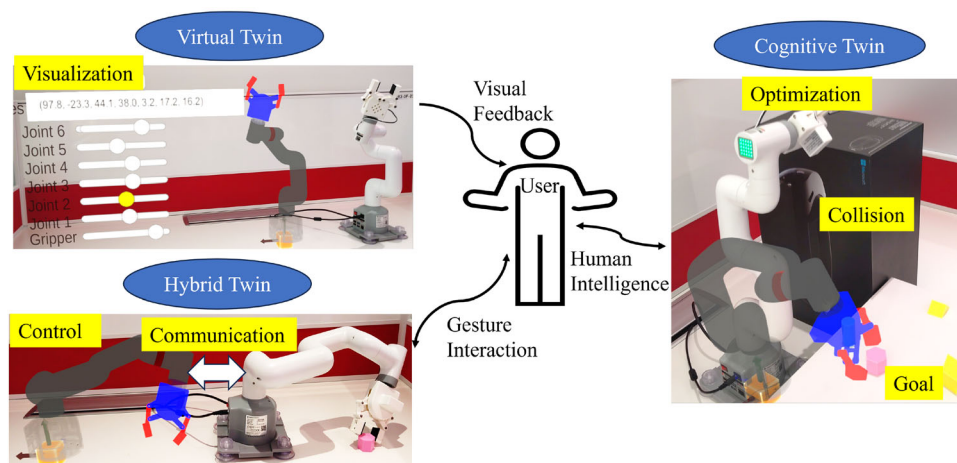 Virtual Twin
Visualization
(97.8, -23.3, 44.1, 38.0, 3.2, 17.2, 16.2)
Joint 6
Joint 5
Joint 4
Joint 3
Joint 2
Joint 1
Gripper
Visual
Feedback
User
Cognitive Twin
Optimization
Collision
Goal
Human
Intelligence
Hybrid Twin
Control
Communication
Gesture
Interaction